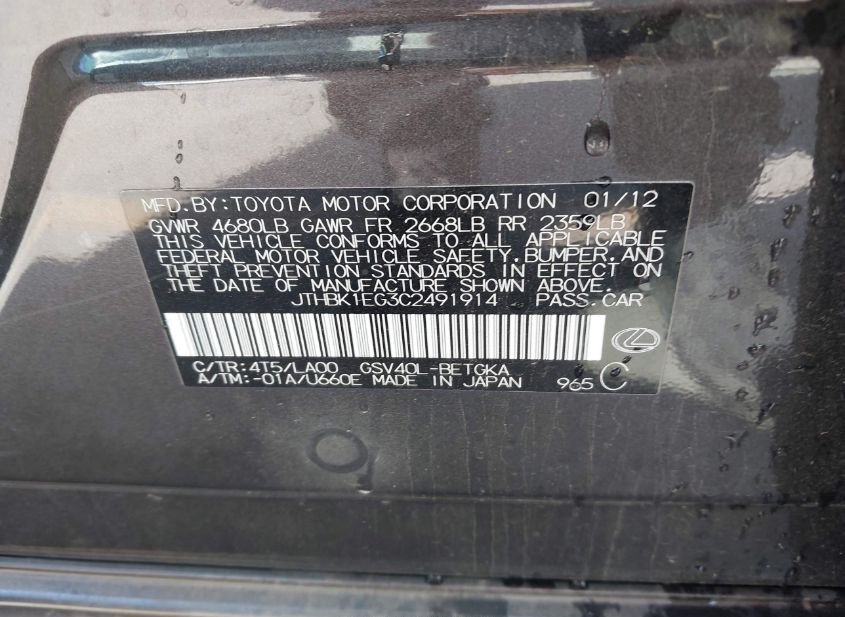 MFD.BY:TOYOTA MOTOR CORPORATION 01/12
GVWR 4680LB GAWR FR 2668LB RR 2359LB
THIS VEHICLE CONFORMS TO ALL APPLICABLE
FEDERAL MOTOR VEHICLE SAFETY,BUMPER,AND
THEFT PREVENTION STANDARDS IN EFFECT ON
THE DATE OF MANUFACTURE SHOWN ABOVE.
JTHBK1EG3C2491914 PASS.CAR
C/TR:4T5/LA00 GSV40L-BETGKA
A/TM:-01A/U660E MADE IN JAPAN 965 C